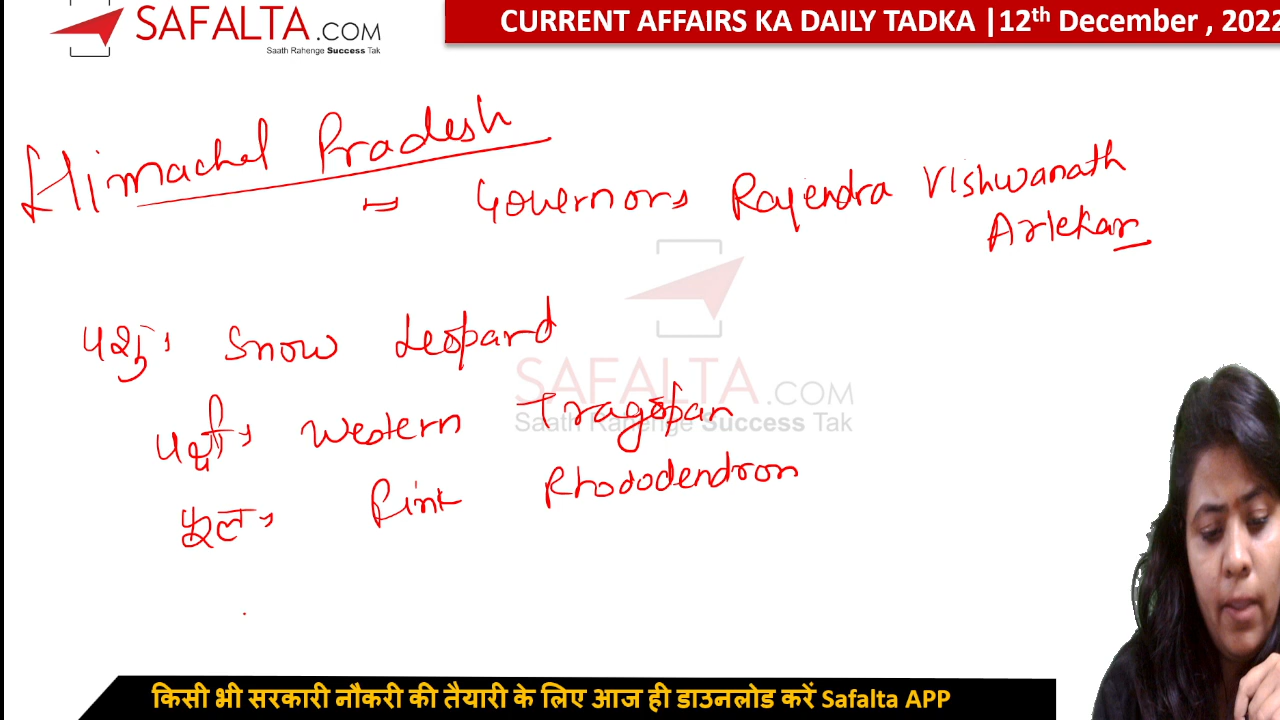 SAFALTA.COM
Saath Rahenge Success Tak
CURRENT AFFAIRS KA DAILY TADKA |12th December , 2022
Himachal Pradesh
Governor Rajendra Vishwanath
Arlekar
पशु Snow Leopard
SAFALTA.COM
Saath Rahenge Success Tak
पक्षी Western Tragopan
फूल Pink Rhododendron
किसी भी सरकारी नौकरी की तैयारी के लिए आज ही डाउनलोड करें Safalta APP